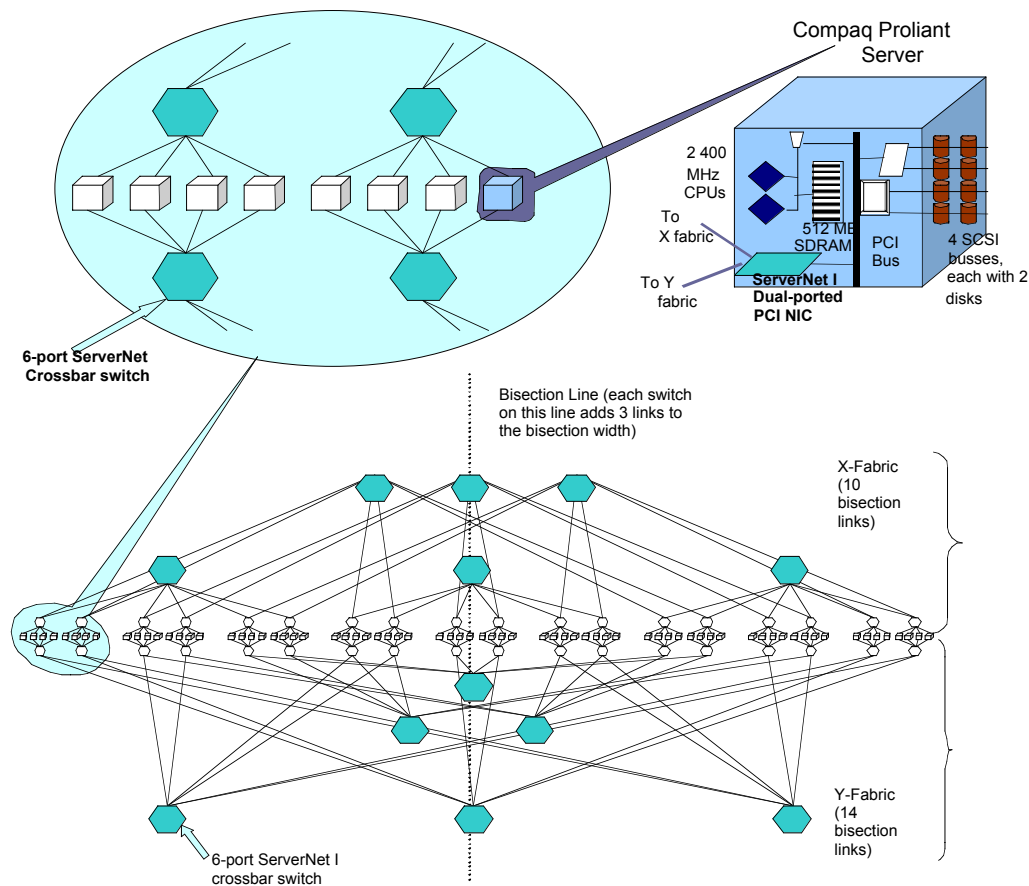 Compaq Proliant
Server
2 400
MHz
CPUs
To
X fabric
512 MB
SDRAM
PCI
Bus
4 SCSI
busses,
each with 2
disks
To Y
fabric
ServerNet I
Dual-ported
PCI NIC
6-port ServerNet
Crossbar switch
Bisection Line (each switch
on this line adds 3 links to
the bisection width)
X-Fabric
(10
bisection
links)
Y-Fabric
(14
bisection
links)
6-port ServerNet I
crossbar switch